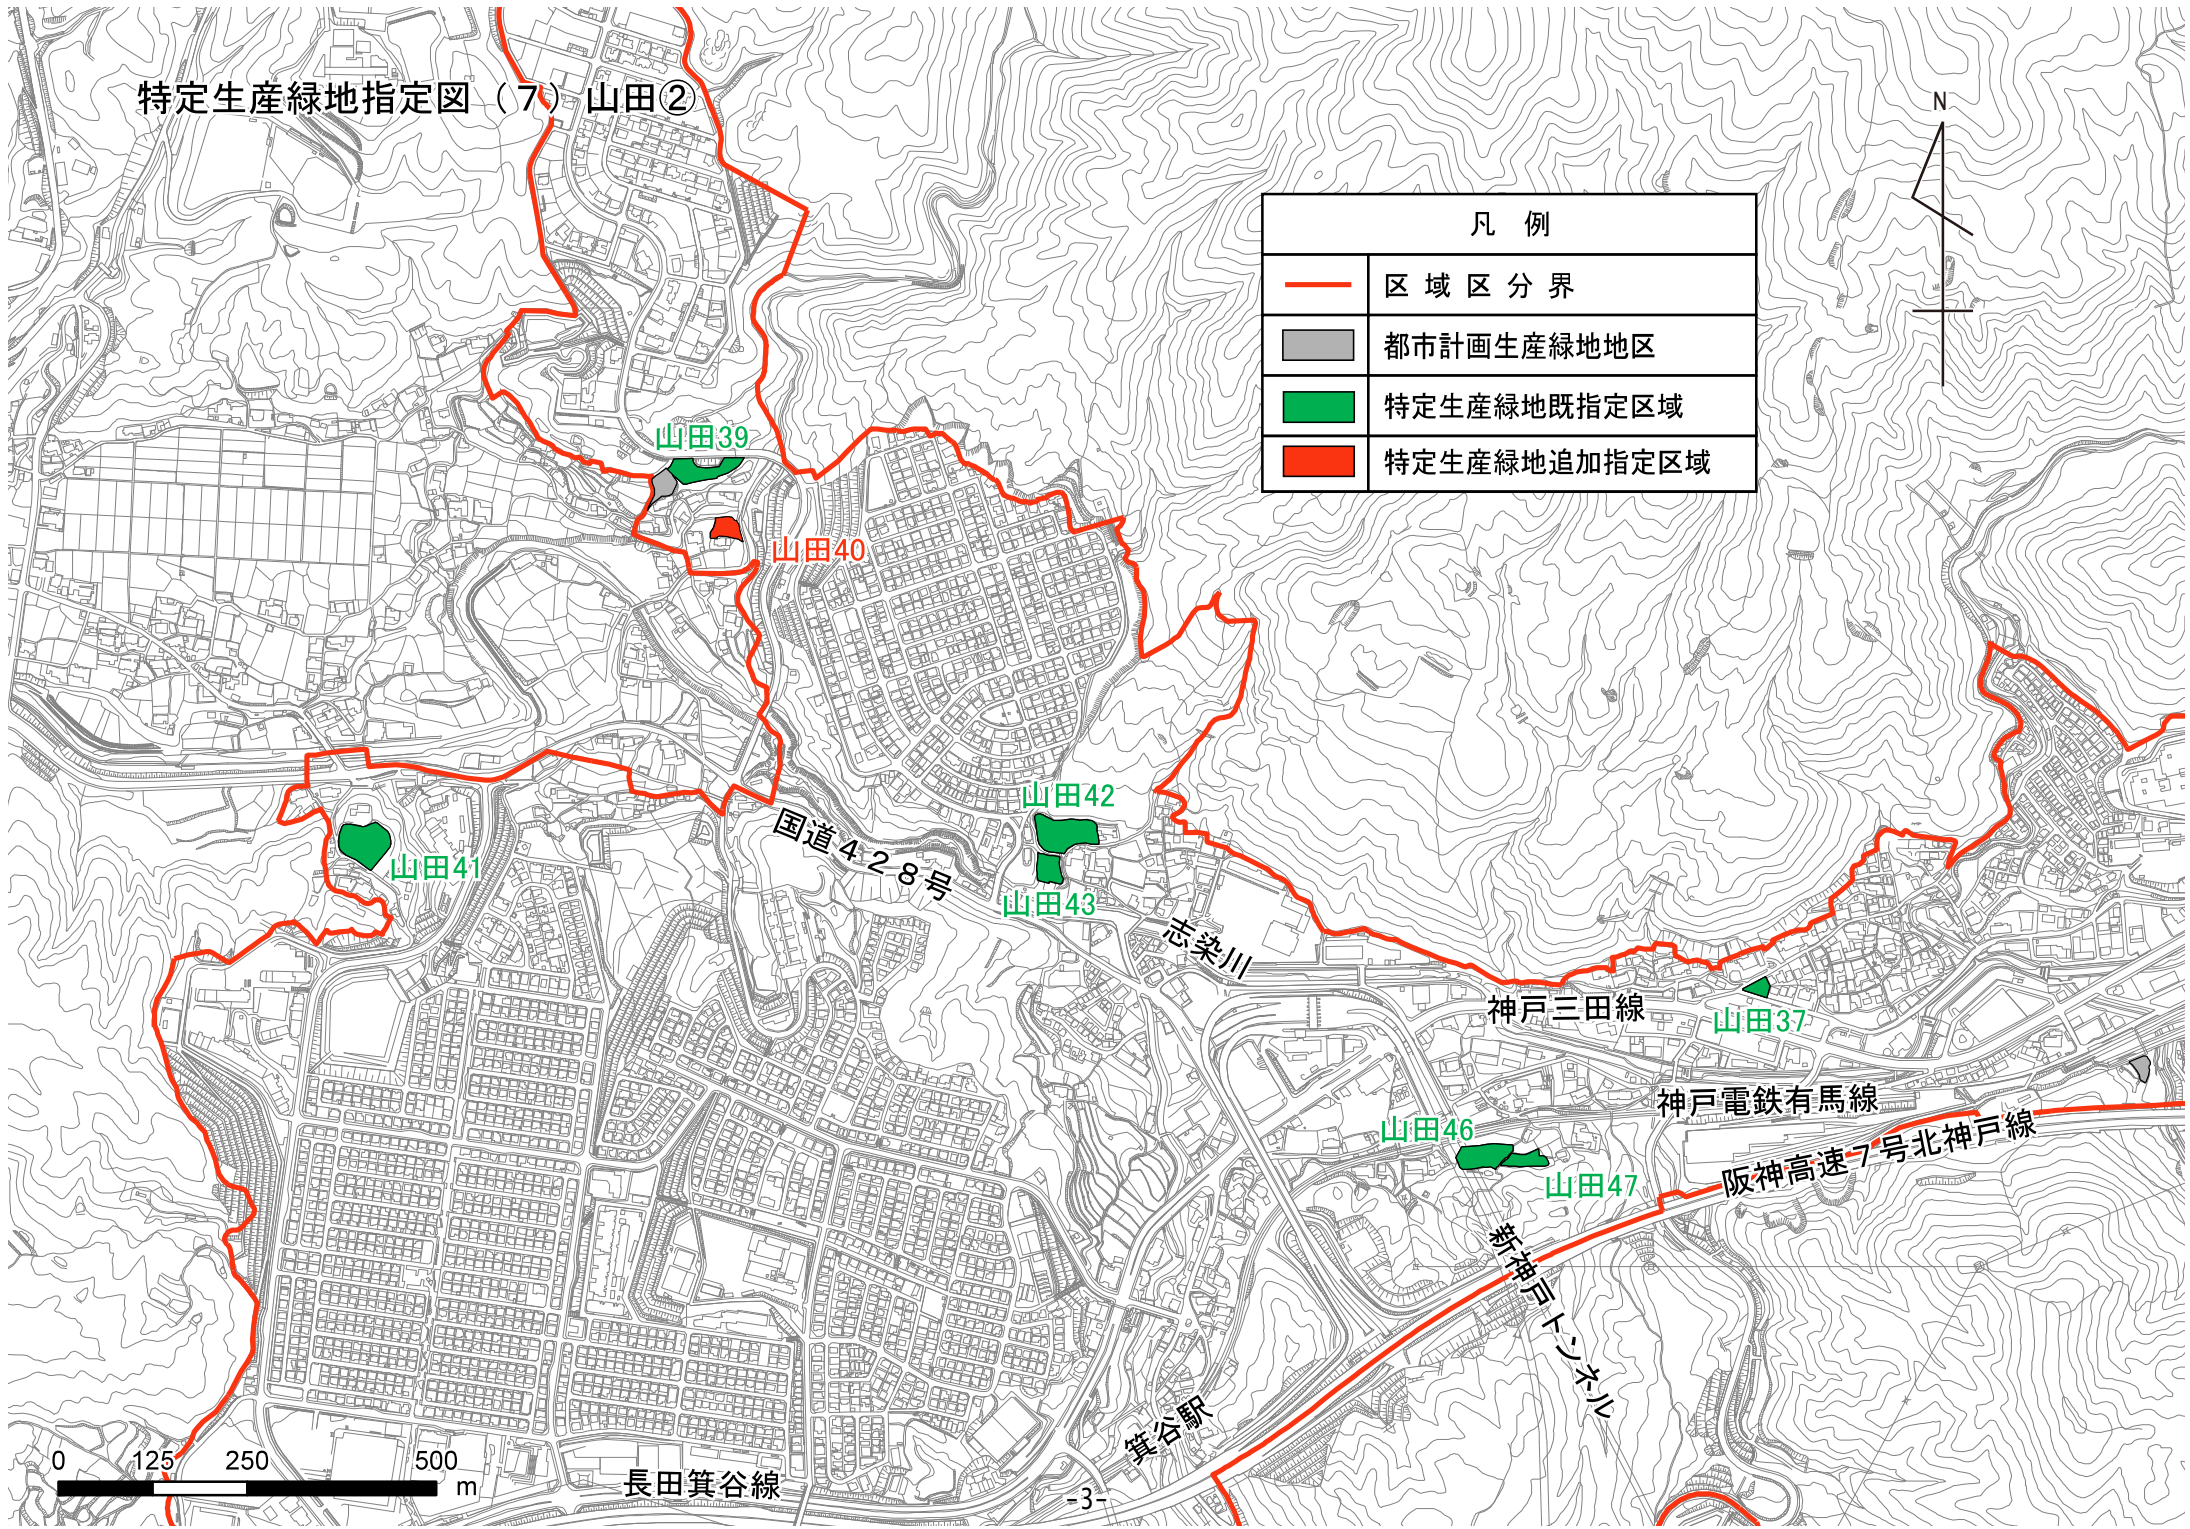 特定生産緑地指定図（７） 山田②
N
凡 例
区 域 区 分 界
都市計画生産緑地地区
特定生産緑地既指定区域
特定生産緑地追加指定区域
山田39
山田40
山田42
国道４２８号
山田41
山田43
志染川
神戸三田線
山田37
神戸電鉄有馬線
山田46
阪神高速７号北神戸線
山田47
新神戸トンネル
箕谷駅
0 125 250 500
m
長田箕谷線
-3-